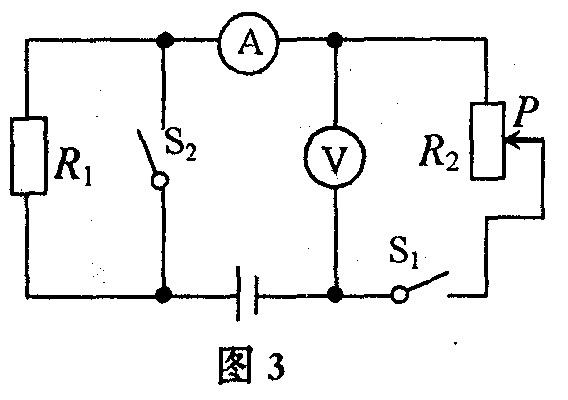 A
S₂
R₁
V
R₂
P
S₁
图 3